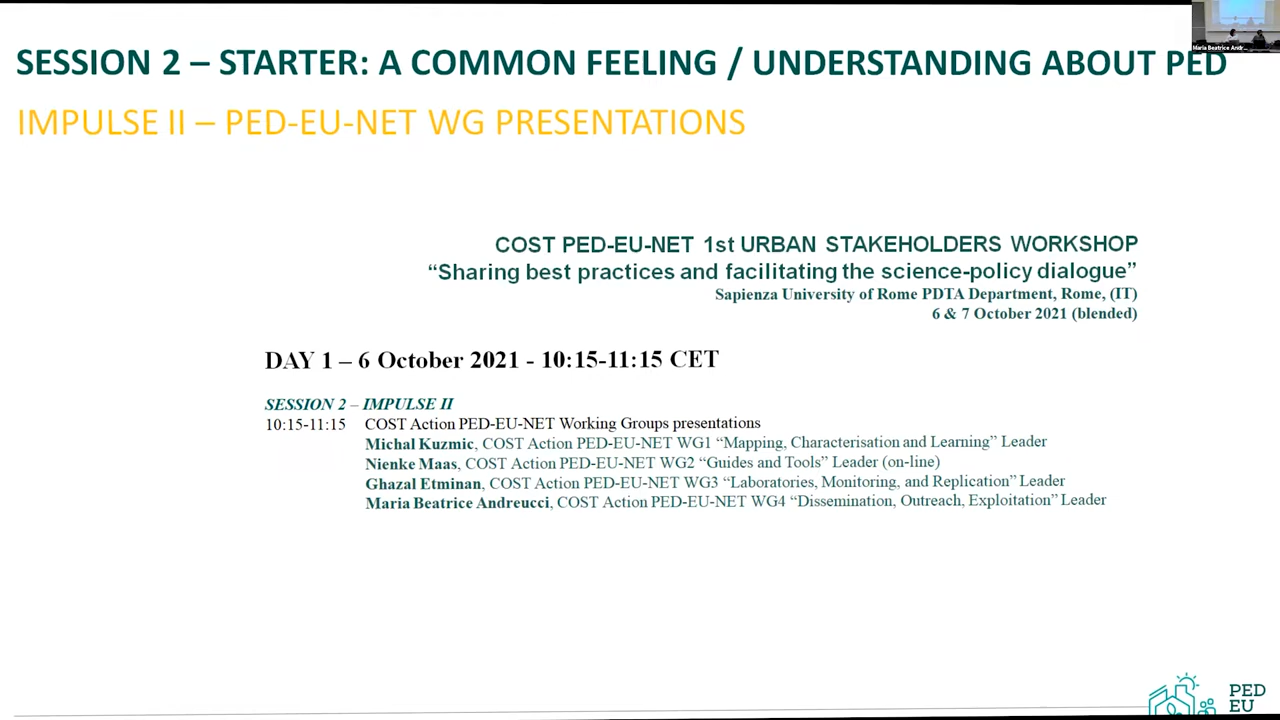 SESSION 2 – STARTER: A COMMON FEELING / UNDERSTANDING ABOUT PED
IMPULSE II – PED-EU-NET WG PRESENTATIONS
COST PED-EU-NET 1st URBAN STAKEHOLDERS WORKSHOP
“Sharing best practices and facilitating the science-policy dialogue”
Sapienza University of Rome PDTA Department, Rome, (IT)
6 & 7 October 2021 (blended)
DAY 1 – 6 October 2021 - 10:15-11:15 CET
SESSION 2 – IMPULSE II
10:15-11:15 COST Action PED-EU-NET Working Groups presentations
Michal Kuzmic, COST Action PED-EU-NET WG1 “Mapping, Characterisation and Learning” Leader
Nienke Maas, COST Action PED-EU-NET WG2 “Guides and Tools” Leader (on-line)
Ghazal Etminan, COST Action PED-EU-NET WG3 “Laboratories, Monitoring, and Replication” Leader
Maria Beatrice Andreucci, COST Action PED-EU-NET WG4 “Dissemination, Outreach, Exploitation” Leader
Maria Beatrice Andr...
PED
EU